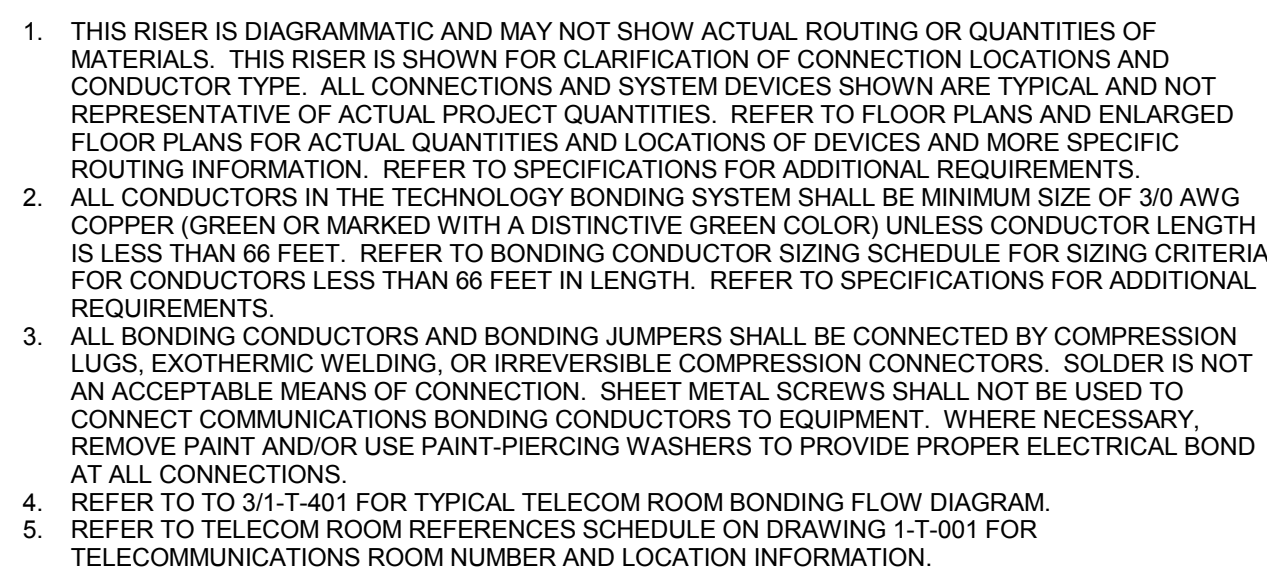 1. THIS RISER IS DIAGRAMMATIC AND MAY NOT SHOW ACTUAL ROUTING OR QUANTITIES OF
MATERIALS. THIS RISER IS SHOWN FOR CLARIFICATION OF CONNECTION LOCATIONS AND
CONDUCTOR TYPE. ALL CONNECTIONS AND SYSTEM DEVICES SHOWN ARE TYPICAL AND NOT
REPRESENTATIVE OF ACTUAL PROJECT QUANTITIES. REFER TO FLOOR PLANS AND ENLARGED
FLOOR PLANS FOR ACTUAL QUANTITIES AND LOCATIONS OF DEVICES AND MORE SPECIFIC
ROUTING INFORMATION. REFER TO SPECIFICATIONS FOR ADDITIONAL REQUIREMENTS.
2. ALL CONDUCTORS IN THE TECHNOLOGY BONDING SYSTEM SHALL BE MINIMUM SIZE OF 3/0 AWG
COPPER (GREEN OR MARKED WITH A DISTINCTIVE GREEN COLOR) UNLESS CONDUCTOR LENGTH
IS LESS THAN 66 FEET. REFER TO BONDING CONDUCTOR SIZING SCHEDULE FOR SIZING CRITERIA
FOR CONDUCTORS LESS THAN 66 FEET IN LENGTH. REFER TO SPECIFICATIONS FOR ADDITIONAL
REQUIREMENTS.
3. ALL BONDING CONDUCTORS AND BONDING JUMPERS SHALL BE CONNECTED BY COMPRESSION
LUGS, EXOTHERMIC WELDING, OR IRREVERSIBLE COMPRESSION CONNECTORS. SOLDER IS NOT
AN ACCEPTABLE MEANS OF CONNECTION. SHEET METAL SCREWS SHALL NOT BE USED TO
CONNECT COMMUNICATIONS BONDING CONDUCTORS TO EQUIPMENT. WHERE NECESSARY,
REMOVE PAINT AND/OR USE PAINT-PIERCING WASHERS TO PROVIDE PROPER ELECTRICAL BOND
AT ALL CONNECTIONS.
4. REFER TO TO 3/1-T-401 FOR TYPICAL TELECOM ROOM BONDING FLOW DIAGRAM.
5. REFER TO TELECOM ROOM REFERENCES SCHEDULE ON DRAWING 1-T-001 FOR
TELECOMMUNICATIONS ROOM NUMBER AND LOCATION INFORMATION.